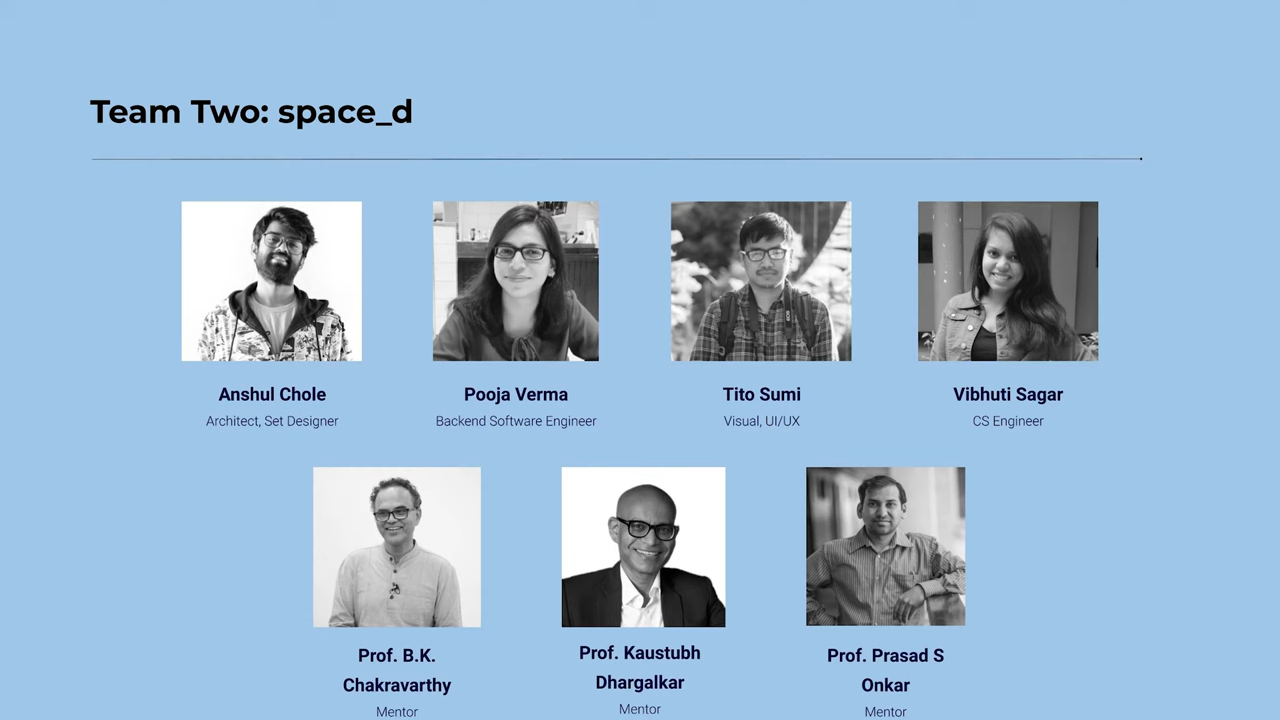 Team Two: space_d
Anshul Chole
Architect, Set Designer
Pooja Verma
Backend Software Engineer
Tito Sumi
Visual, UI/UX
Vibhuti Sagar
CS Engineer
Prof. B.K.
Chakravarthy
Mentor
Prof. Kaustubh
Dhargalkar
Mentor
Prof. Prasad S
Onkar
Mentor